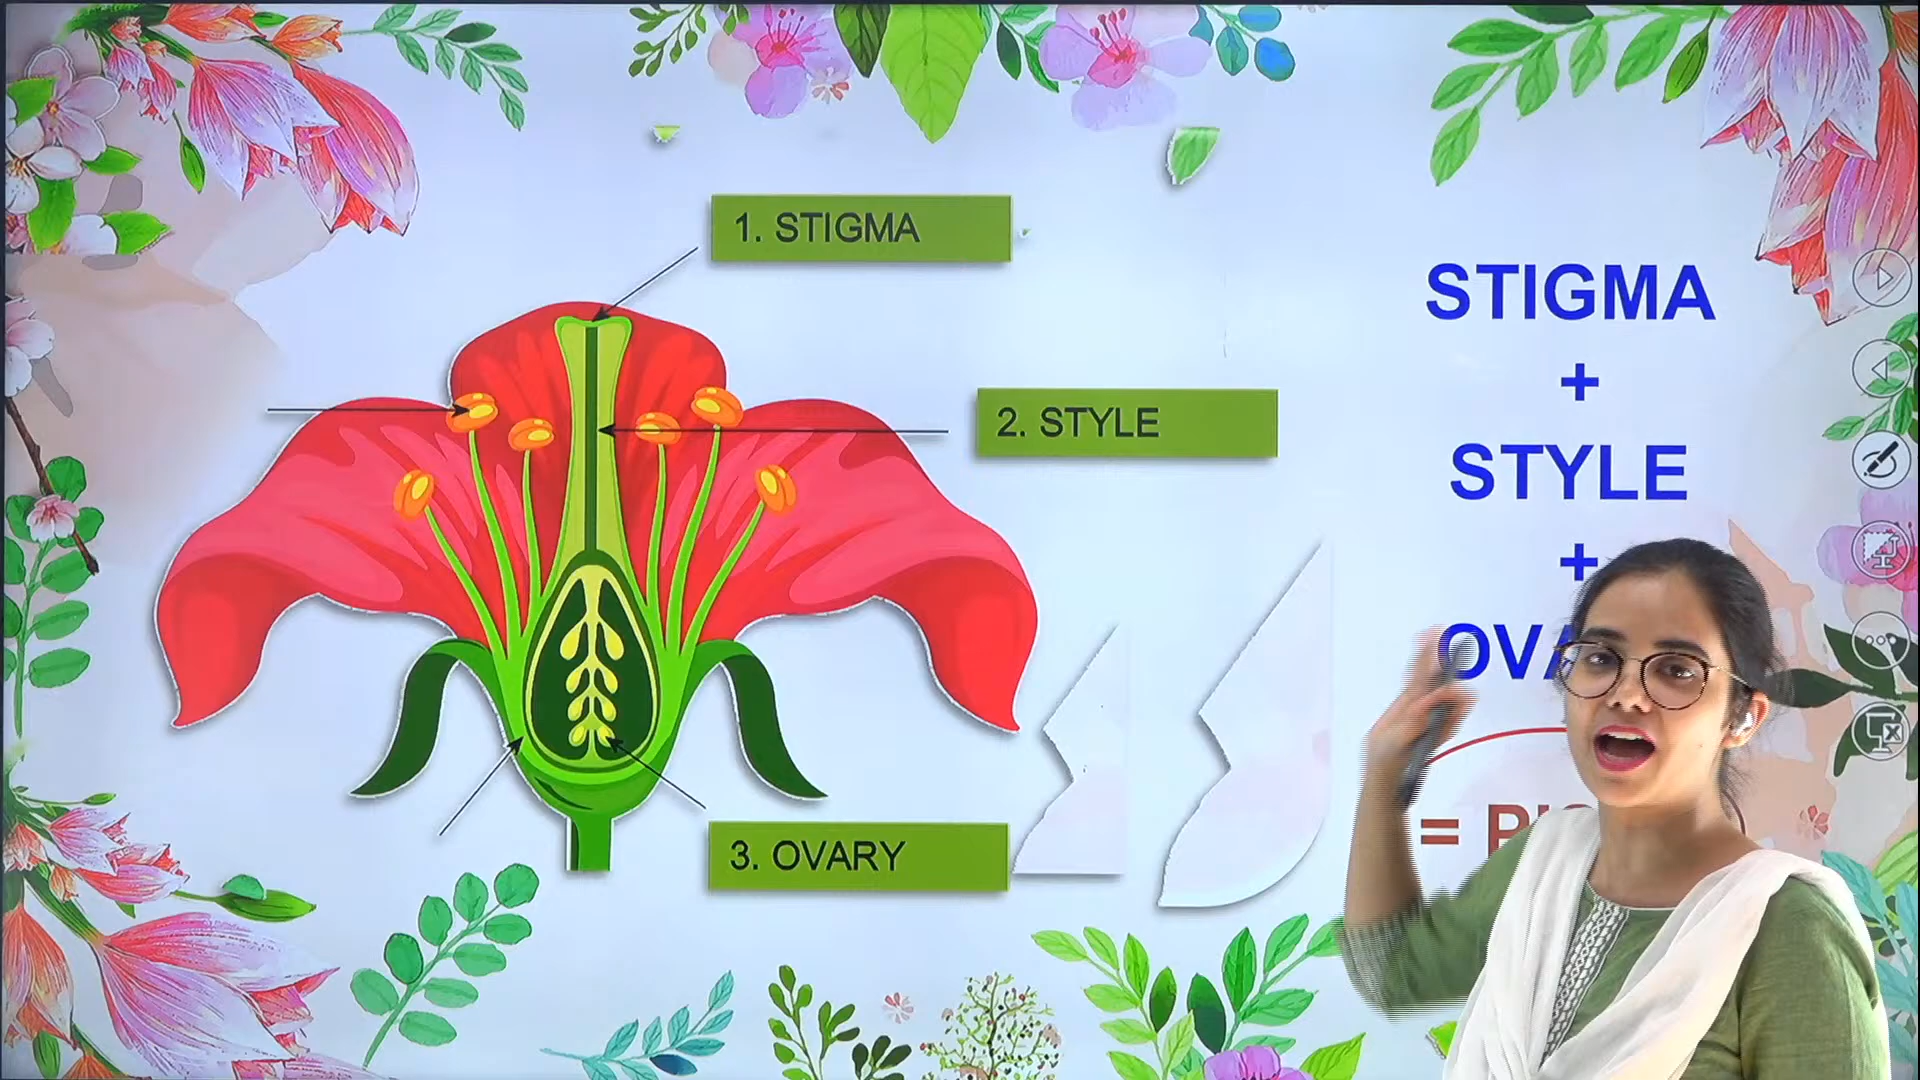 1. STIGMA
2. STYLE
3. OVARY
STIGMA
+
STYLE
+
=